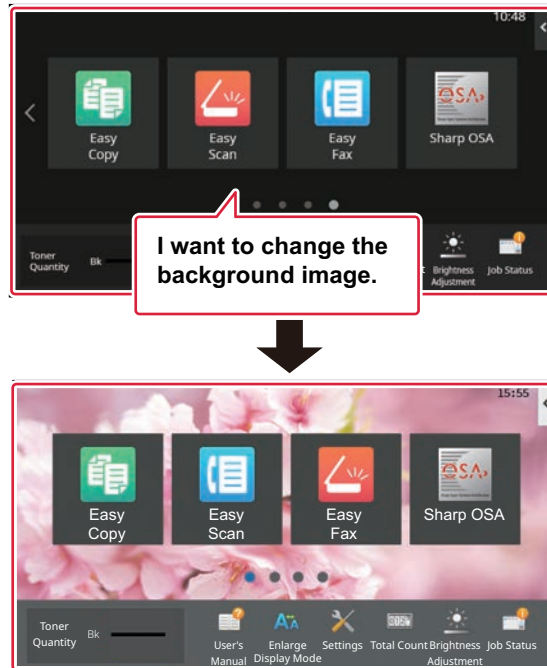 10:48
Easy
Copy
Easy
Scan
Easy
Fax
Sharp OSA
OSA
I want to change the
background image.
Toner
Quantity
Bk
Brightness
Adjustment
Job Status
15:55
Easy
Copy
Easy
Scan
Easy
Fax
Sharp OSA
OSA
Toner
Quantity
Bk
User's
Manual
Enlarge
Display Mode
Settings
Total Count
Brightness
Adjustment
Job Status